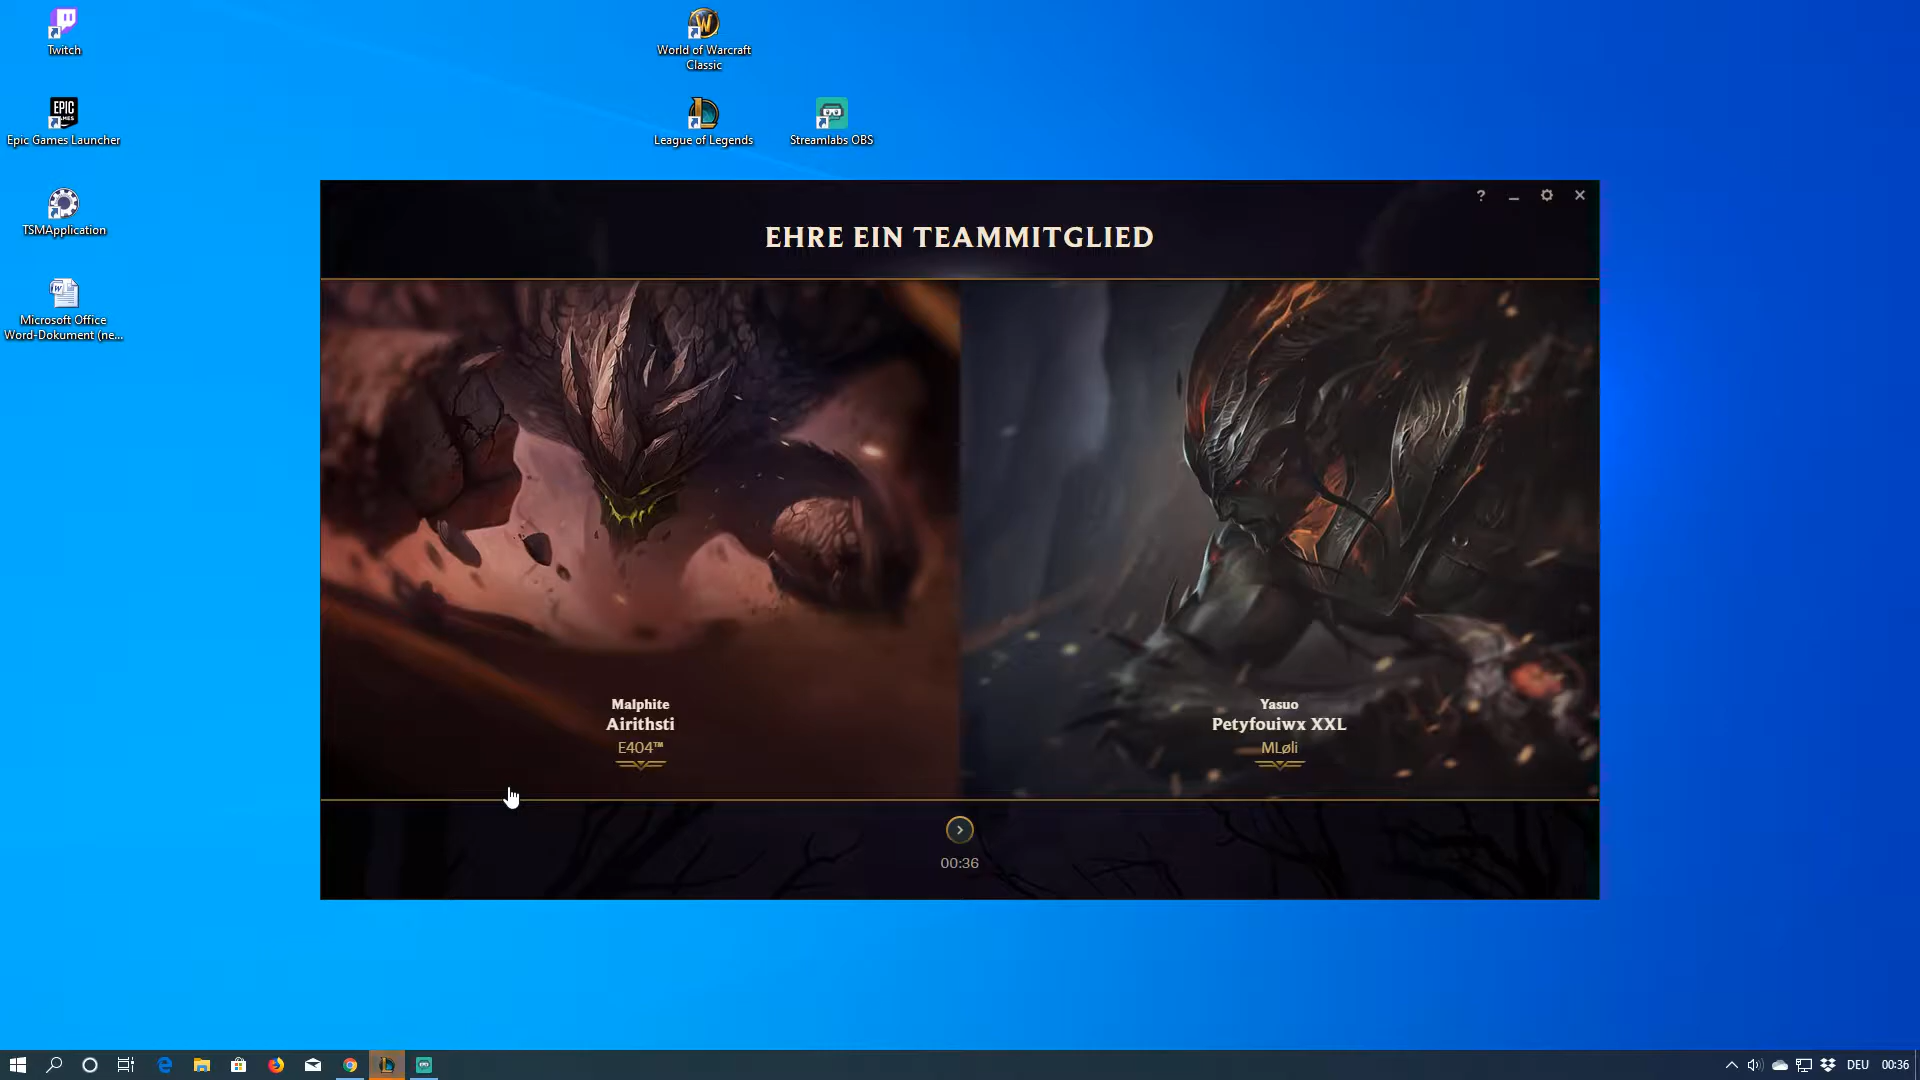 Twitch
World of Warcraft
Classic
Epic Games Launcher
League of Legends
Streamlabs OBS
TSMApplication
Microsoft Office
Word-Dokument (ne...
EHRE EIN TEAMMITGLIED
Malphite
Airithsti
E404™
Yasuo
Petyfouiwx XXL
MLøli
00:36
DEU
00:36